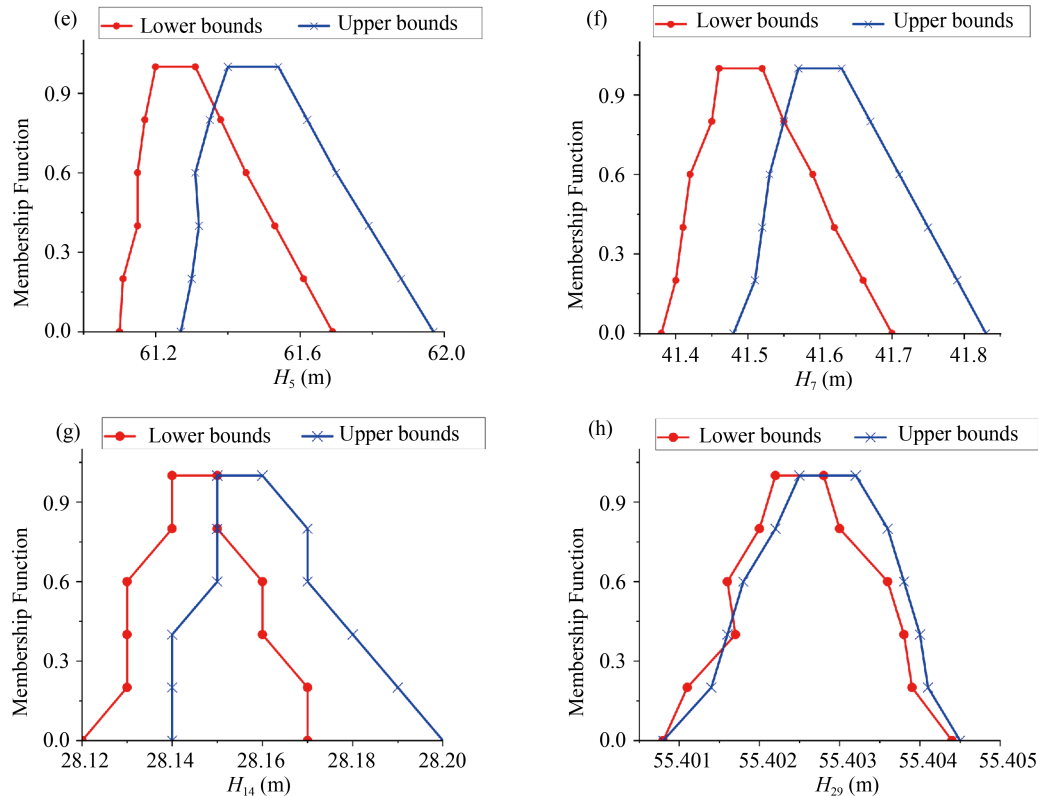 (e)
Lower bounds Upper bounds
0.9
0.6
0.3
0.0
Membership Function
61.2 61.6 62.0
H₅ (m)
(f)
Lower bounds Upper bounds
0.9
0.6
0.3
0.0
Membership Function
41.4 41.5 41.6 41.7 41.8
H₇ (m)
(g)
Lower bounds Upper bounds
0.9
0.6
0.3
0.0
Membership Function
28.12 28.14 28.16 28.18 28.20
H₁₄ (m)
(h)
Lower bounds Upper bounds
0.9
0.6
0.3
0.0
Membership Function
55.401 55.402 55.403 55.404 55.405
H₂₉ (m)